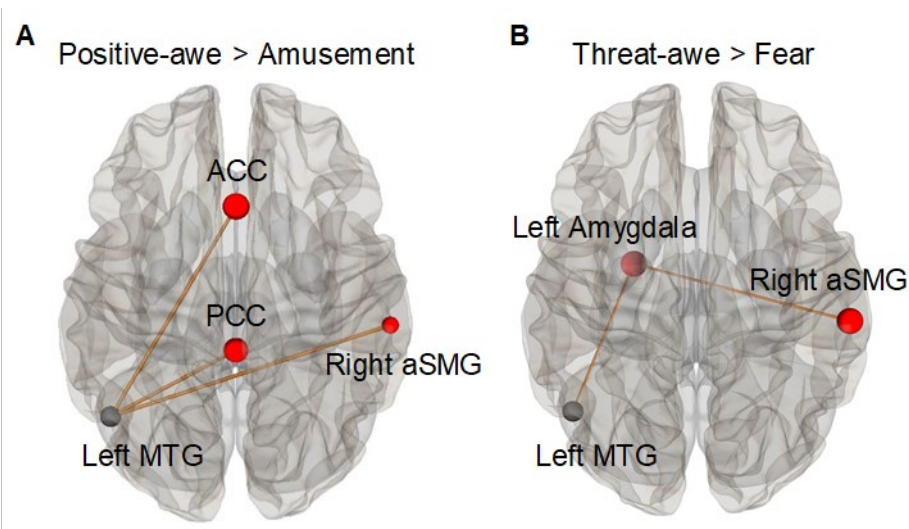 A
Positive-awe > Amusement
ACC
PCC
Right aSMG
Left MTG
B
Threat-awe > Fear
Left Amygdala
Right aSMG
Left MTG